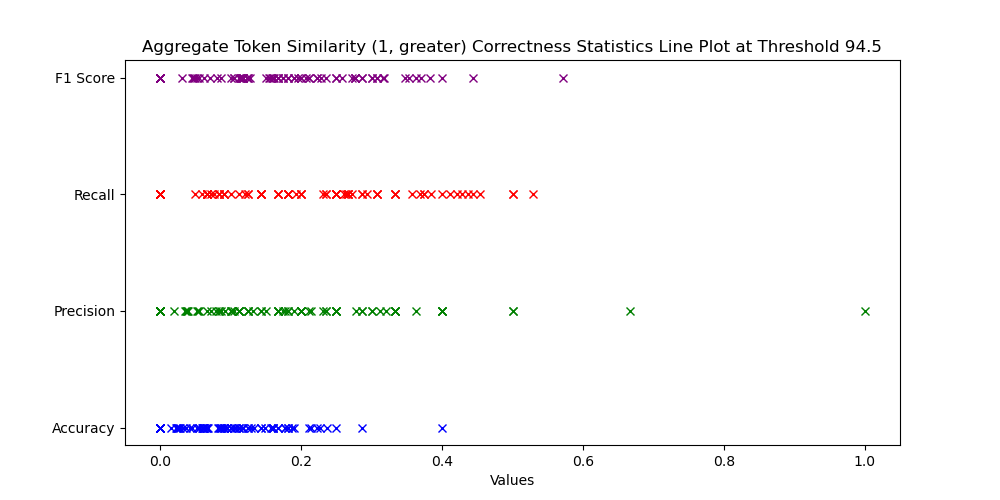 Aggregate Token Similarity (1, greater) Correctness Statistics Line Plot at Threshold 94.5
F1 Score
Recall
Precision
Accuracy
0.0 0.2 0.4 0.6 0.8 1.0
Values